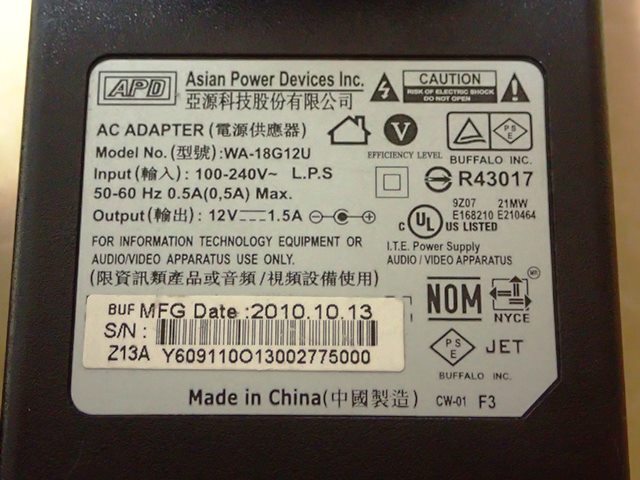 APD Asian Power Devices Inc.
亞源科技股份有限公司
CAUTION
RISK OF ELECTRIC SHOCK
DO NOT OPEN
AC ADAPTER (電源供應器)
Model No. (型號):WA-18G12U
Input (輸入) : 100-240V~ L.P.S
50-60 Hz 0.5A(0,5A) Max.
Output (輸出) : 12V 1.5A
FOR INFORMATION TECHNOLOGY EQUIPMENT OR
AUDIO/VIDEO APPARATUS USE ONLY.
(限資訊類產品或音頻/視頻設備使用)
V
EFFICIENCY LEVEL
PSE
BUFFALO INC.
R43017
9Z07 21MW
E168210 E210464
C UL US LISTED
I.T.E. Power Supply
AUDIO / VIDEO APPARATUS
NOM
NYCE
MR
PSE JET
BUFFALO INC.
BUF MFG Date :2010.10.13
S/N :
Z13A Y609110O13002775000
Made in China(中國製造) CW-01 F3